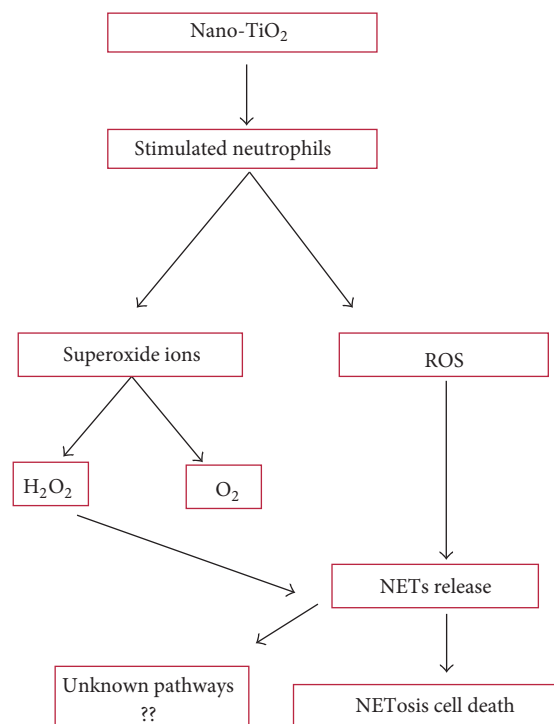 Nano-TiO₂
Stimulated neutrophils
Superoxide ions
ROS
H₂O₂
O₂
NETs release
Unknown pathways
??
NETosis cell death